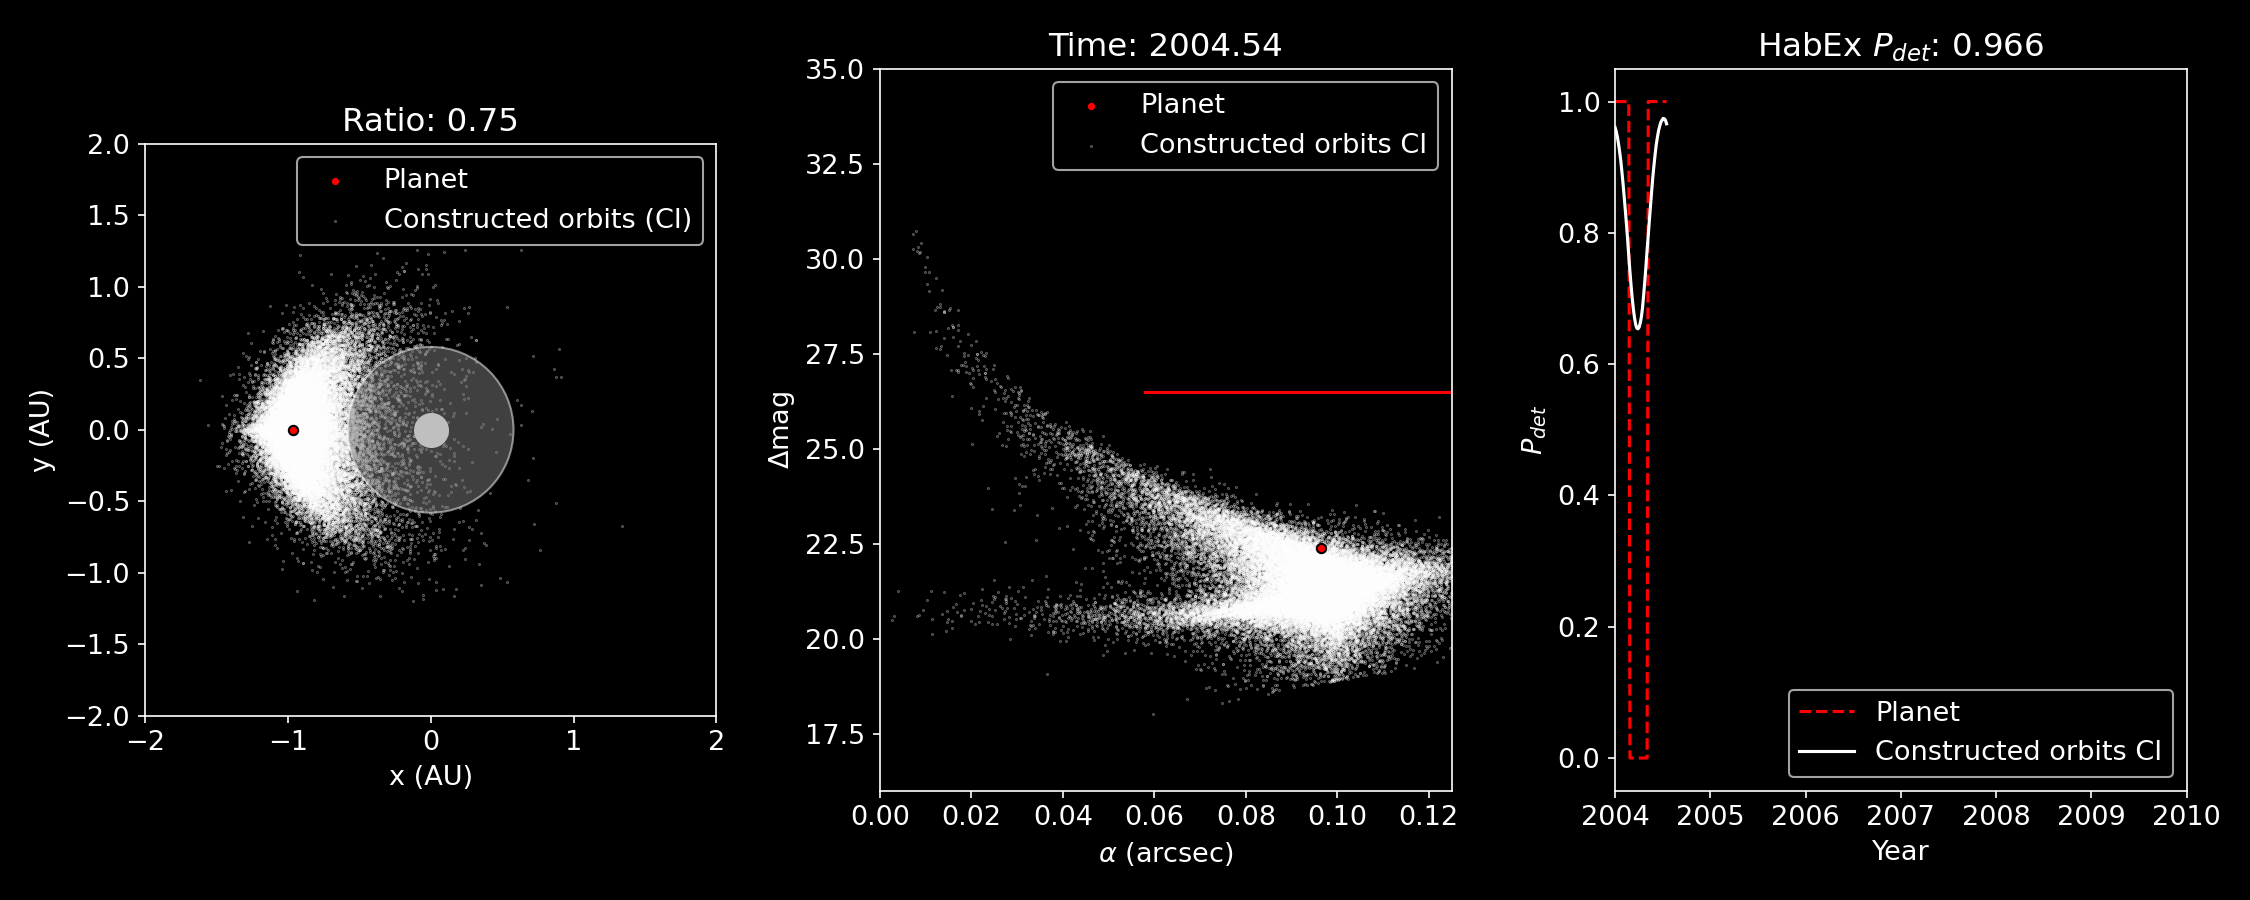 Ratio: 0.75
Planet
Constructed orbits (CI)
2.0
1.5
1.0
0.5
0.0
−0.5
−1.0
−1.5
−2.0
y (AU)
−2
−1
0
1
2
x (AU)
Time: 2004.54
Planet
Constructed orbits CI
35.0
32.5
30.0
27.5
25.0
22.5
20.0
17.5
Δmag
0.00
0.02
0.04
0.06
0.08
0.10
0.12
α (arcsec)
HabEx P_det: 0.966
1.0
0.8
0.6
0.4
0.2
0.0
P_det
Planet
Constructed orbits CI
2004
2005
2006
2007
2008
2009
2010
Year